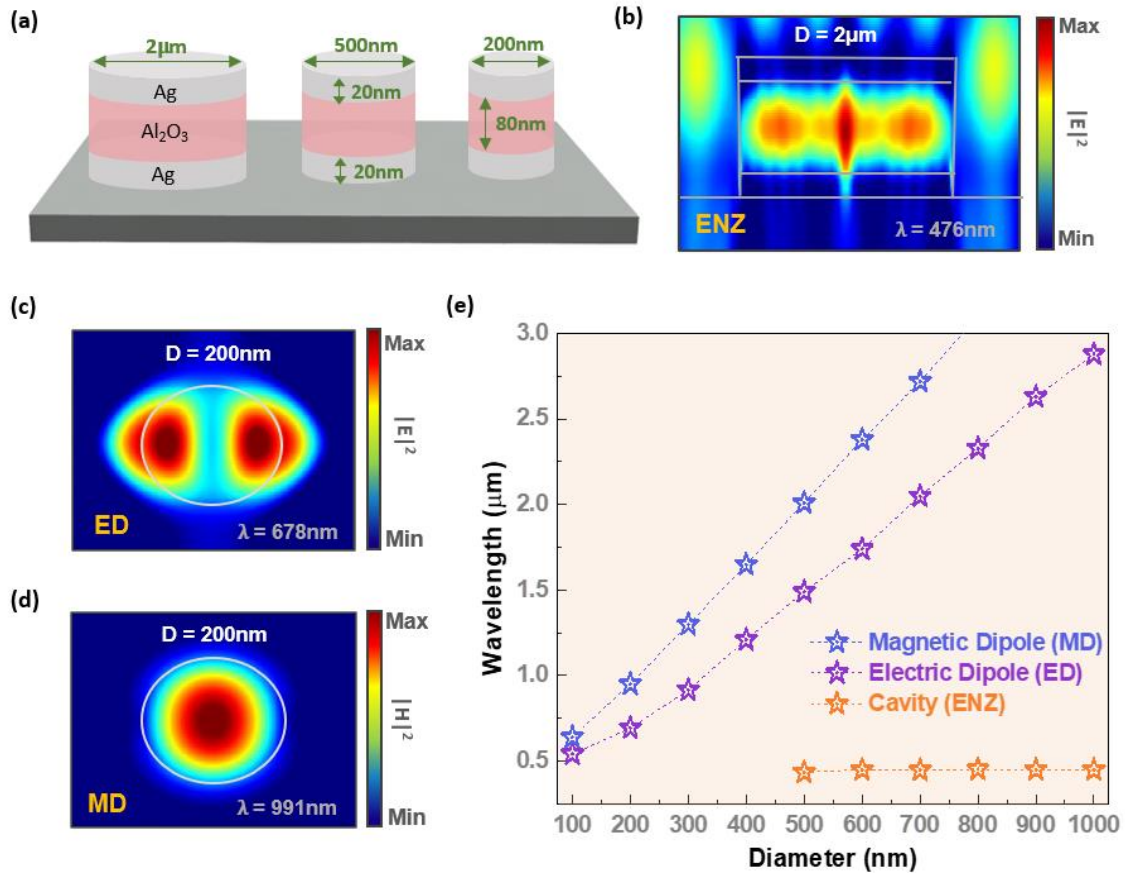 (a)
2µm
500nm
200nm
Ag
20nm
Al₂O₃
80nm
Ag
20nm
(b)
D = 2µm
ENZ
λ = 476nm
Max
|E|²
Min
(c)
D = 200nm
ED
λ = 678nm
Max
|E|²
Min
(d)
D = 200nm
MD
λ = 991nm
Max
|H|²
Min
(e)
Wavelength (µm)
3.0
2.5
2.0
1.5
1.0
0.5
Magnetic Dipole (MD)
Electric Dipole (ED)
Cavity (ENZ)
100 200 300 400 500 600 700 800 900 1000
Diameter (nm)